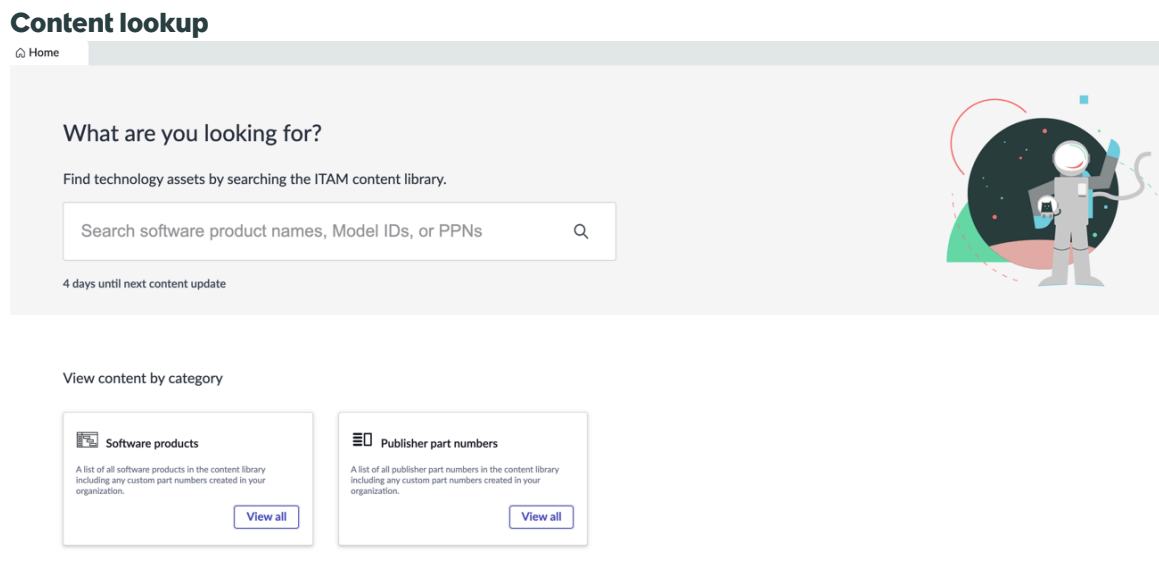 Content lookup
Home
What are you looking for?
Find technology assets by searching the ITAM content library.
Search software product names, Model IDs, or PPNs
4 days until next content update
View content by category
Software products
A list of all software products in the content library
including any custom part numbers created in your
organization.
View all
Publisher part numbers
A list of all publisher part numbers in the content library
including any custom part numbers created in your
organization.
View all